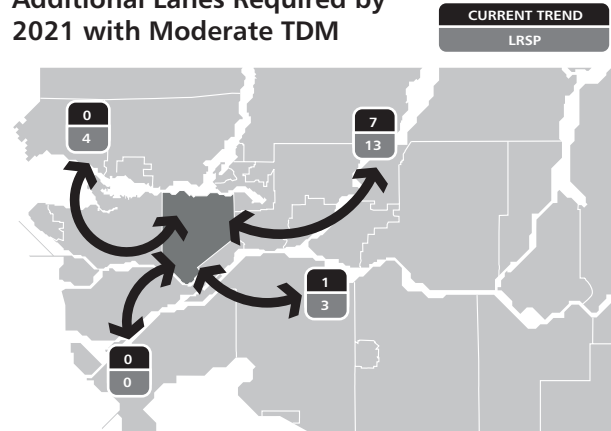 Additional Lanes Required by
2021 with Moderate TDM
CURRENT TREND
LRSP
0
4
7
13
1
3
0
0